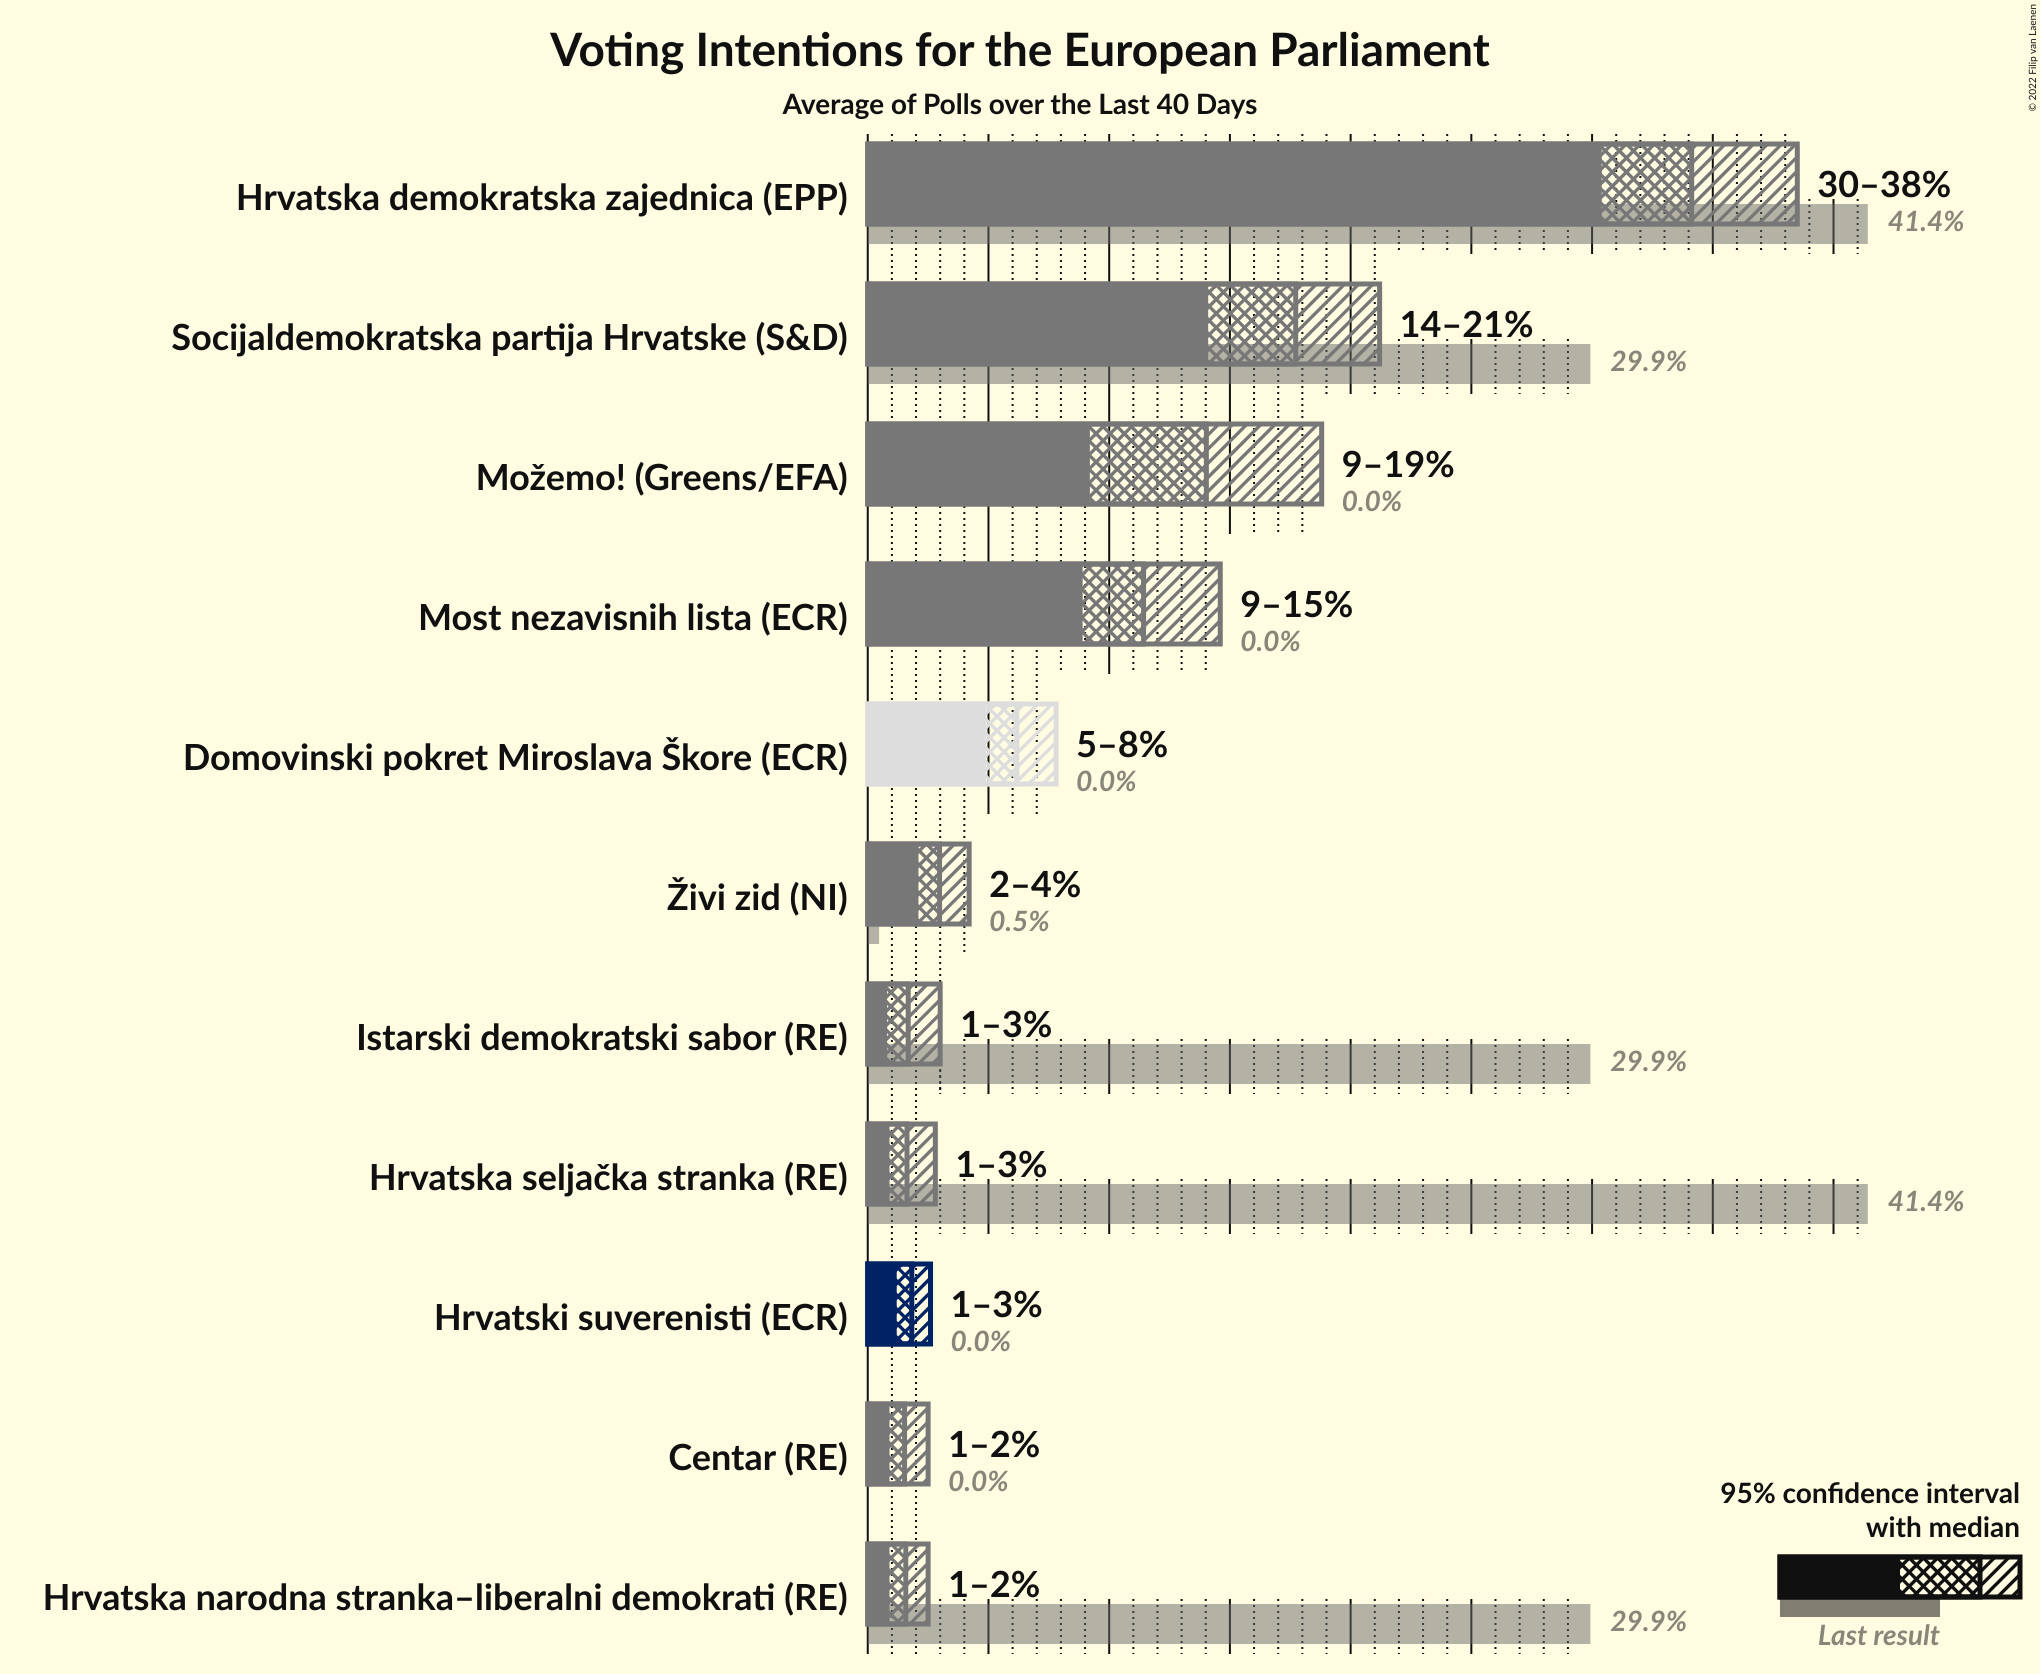 © 2022 Filip van Laenen
Voting Intentions for the European Parliament
Average of Polls over the Last 40 Days
Hrvatska demokratska zajednica (EPP)
30–38%
41.4%
Socijaldemokratska partija Hrvatske (S&D)
14–21%
29.9%
Možemo! (Greens/EFA)
9–19%
0.0%
Most nezavisnih lista (ECR)
9–15%
0.0%
Domovinski pokret Miroslava Škore (ECR)
5–8%
0.0%
Živi zid (NI)
2–4%
0.5%
Istarski demokratski sabor (RE)
1–3%
29.9%
Hrvatska seljačka stranka (RE)
1–3%
41.4%
Hrvatski suverenisti (ECR)
1–3%
0.0%
Centar (RE)
1–2%
0.0%
Hrvatska narodna stranka–liberalni demokrati (RE)
1–2%
29.9%
95% confidence interval
with median
Last result